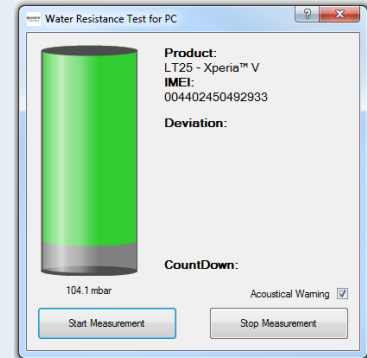 SONY
Water Resistance Test for PC
Product:
LT25 - Xperia™ V
IMEI:
004402450492933
Deviation:
CountDown:
104.1 mbar
Acoustical Warning
Start Measurement
Stop Measurement